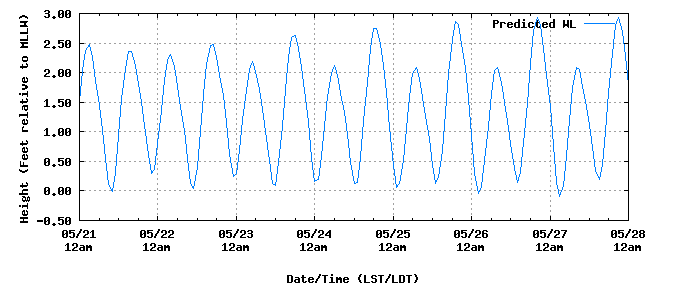 Predicted WL
Height (Feet relative to MLLW)
3.00
2.50
2.00
1.50
1.00
0.50
0.00
-0.50
05/21 05/22 05/23 05/24 05/25 05/26 05/27 05/28
12am 12am 12am 12am 12am 12am 12am 12am
Date/Time (LST/LDT)